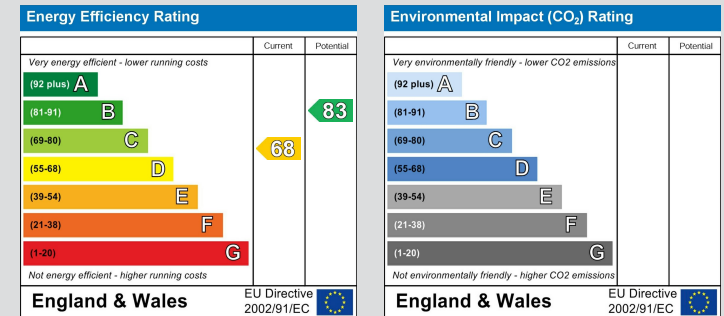 Energy Efficiency Rating
Current Potential
Very energy efficient - lower running costs
(92 plus) A
(81-91) B
83
(69-80) C
68
(55-68) D
(39-54) E
(21-38) F
(1-20) G
Not energy efficient - higher running costs
England & Wales
EU Directive
2002/91/EC
Environmental Impact (CO₂) Rating
Current Potential
Very environmentally friendly - lower CO2 emissions
(92 plus) A
(81-91) B
(69-80) C
(55-68) D
(39-54) E
(21-38) F
(1-20) G
Not environmentally friendly - higher CO2 emissions
England & Wales
EU Directive
2002/91/EC